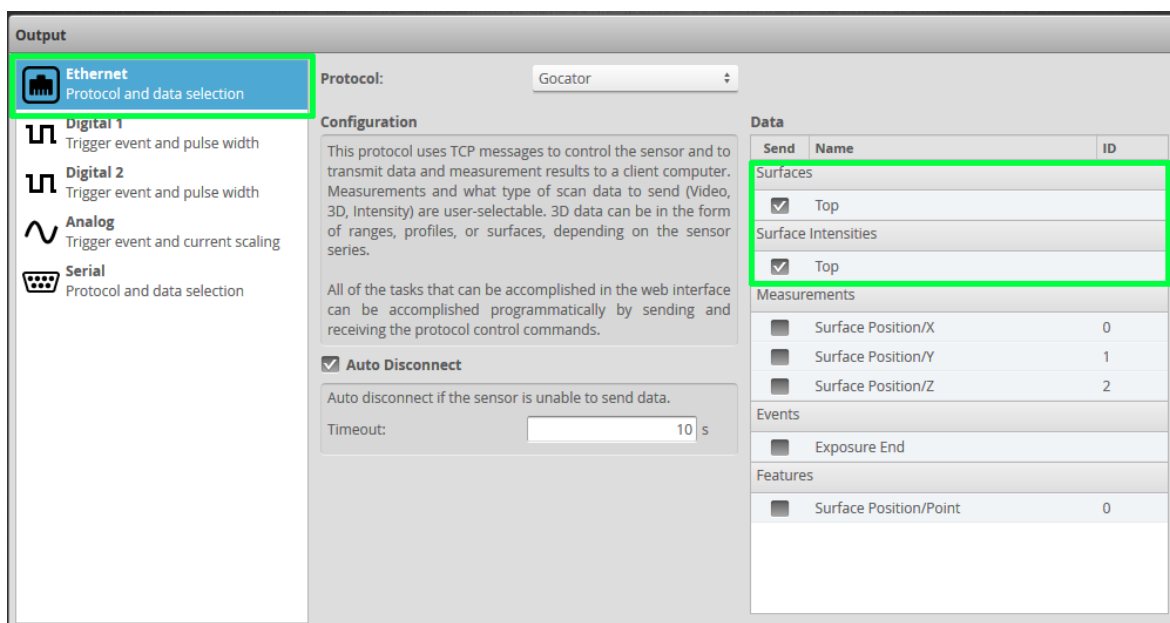 Output
Ethernet
Protocol and data selection
Digital 1
Trigger event and pulse width
Digital 2
Trigger event and pulse width
Analog
Trigger event and current scaling
Serial
Protocol and data selection
Protocol:
Gocator
Configuration
This protocol uses TCP messages to control the sensor and to
transmit data and measurement results to a client computer.
Measurements and what type of scan data to send (Video,
3D, Intensity) are user-selectable. 3D data can be in the form
of ranges, profiles, or surfaces, depending on the sensor
series.
All of the tasks that can be accomplished in the web interface
can be accomplished programmatically by sending and
receiving the protocol control commands.
Auto Disconnect
Auto disconnect if the sensor is unable to send data.
Timeout: 10 s
Data
Send Name ID
Surfaces
Top
Surface Intensities
Top
Measurements
Surface Position/X 0
Surface Position/Y 1
Surface Position/Z 2
Events
Exposure End
Features
Surface Position/Point 0